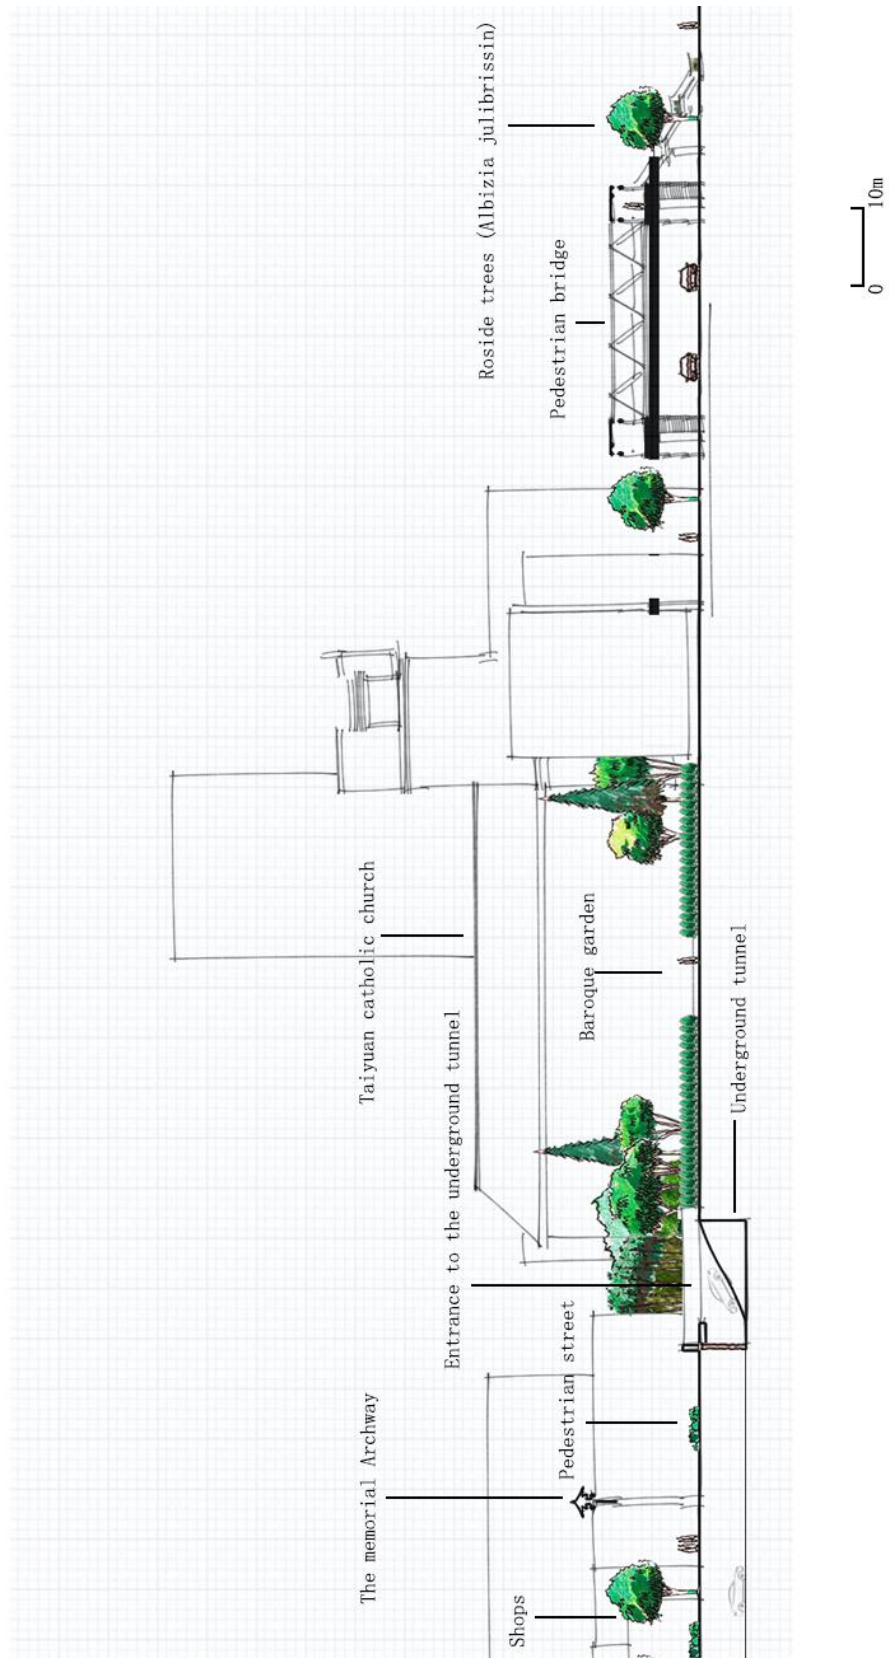 Shops
The memorial Archway
Pedestrian street
Entrance to the underground tunnel
Underground tunnel
Taiyuan catholic church
Baroque garden
Pedestrian bridge
Roside trees (Albizia julibrissin)
0
10m